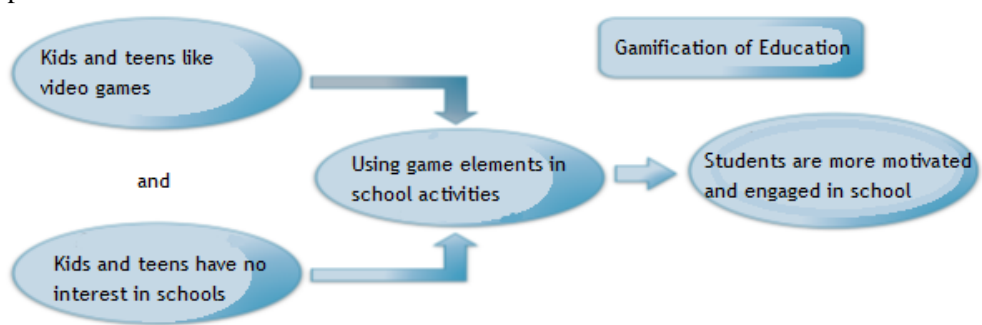 Kids and teens like
video games
Gamification of Education
and
Using game elements in
school activities
Students are more motivated
and engaged in school
Kids and teens have no
interest in schools